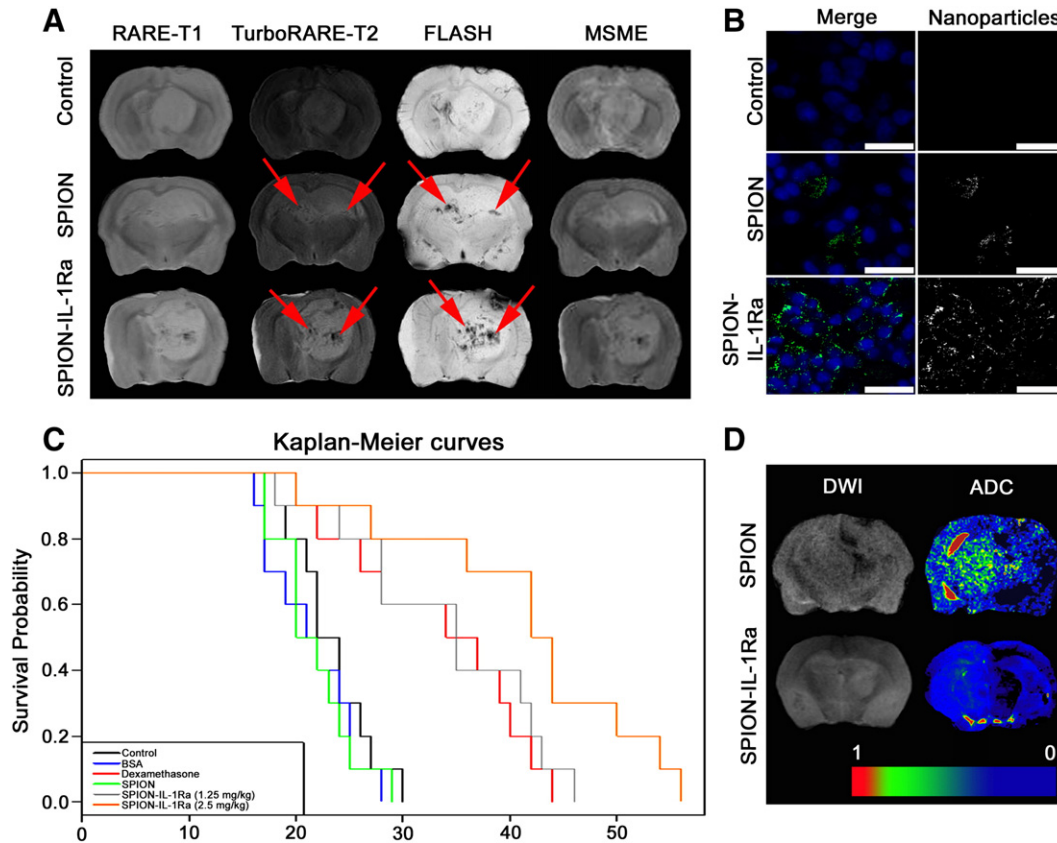 A
RARE-T1 TurboRARE-T2 FLASH MSME
Control
SPION
SPION-IL-1Ra
B
Merge Nanoparticles
Control
SPION
SPION-
IL-1Ra
C
Kaplan-Meier curves
Survival Probability
1.0
0.8
0.6
0.4
0.2
0.0
Control
BSA
Dexamethasone
SPION
SPION-IL-1Ra (1.25 mg/kg)
SPION-IL-1Ra (2.5 mg/kg)
0 20 30 40 50
D
DWI ADC
SPION
SPION-IL-1Ra
1 0